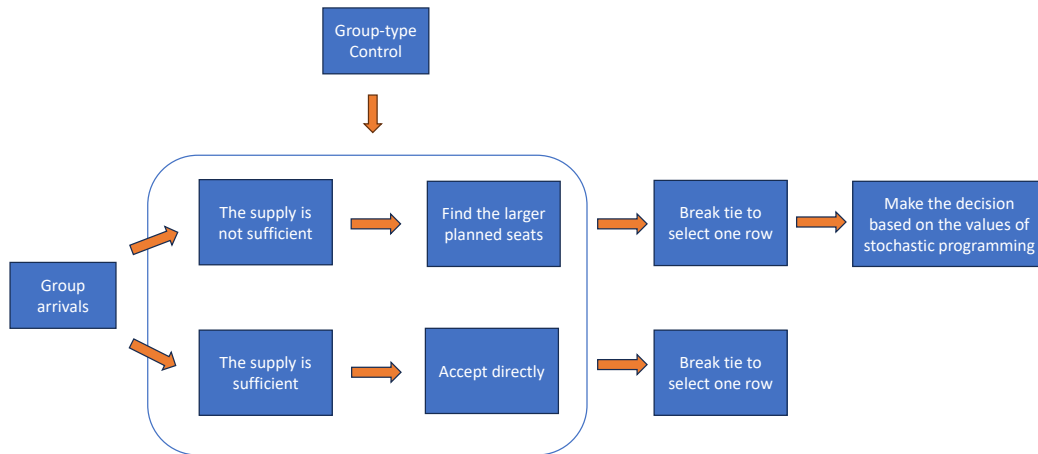 Group-type
Control
The supply is
not sufficient
Find the larger
planned seats
Break tie to
select one row
Make the decision
based on the values of
stochastic programming
Group
arrivals
The supply is
sufficient
Accept directly
Break tie to
select one row